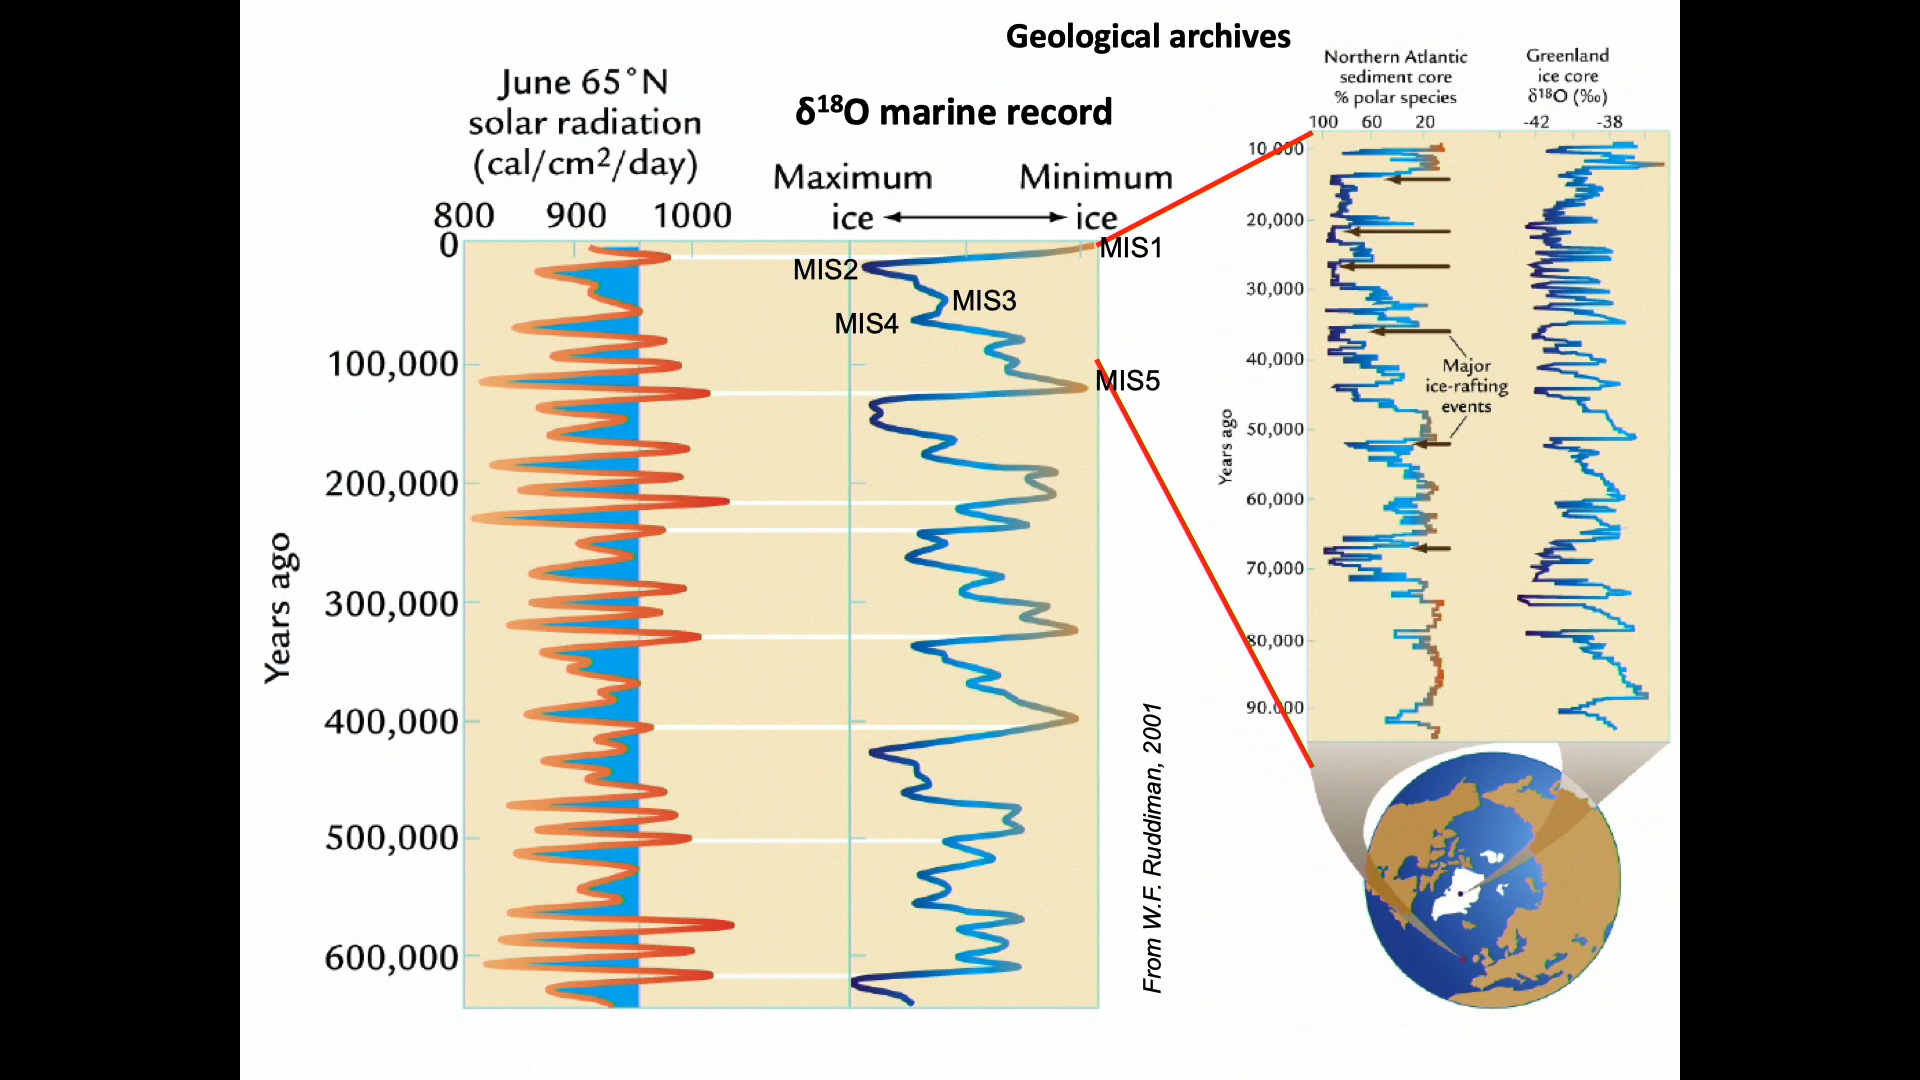 Geological archives
June 65°N
solar radiation
(cal/cm²/day)
800 900 1000
δ¹⁸O marine record
Maximum
ice
Minimum
ice
0
100,000
200,000
300,000
400,000
500,000
600,000
Years ago
MIS1
MIS2
MIS3
MIS4
MIS5
From W.F. Ruddiman, 2001
Northern Atlantic
sediment core
% polar species
100 60 20
Greenland
ice core
δ¹⁸O (‰)
-42 -38
10,000
20,000
30,000
40,000
50,000
60,000
70,000
80,000
90.000
Years ago
Major
ice-rafting
events